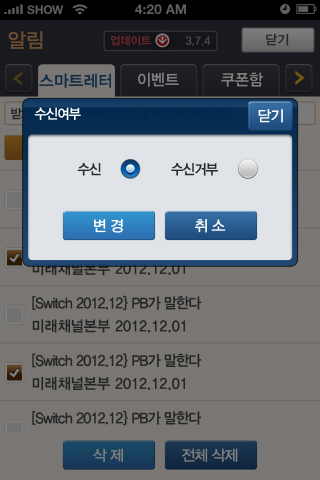 SHOW 4:20 AM
알림 업데이트 3,7,4 닫기
스마트레터 이벤트 쿠폰함
받
수신여부 닫기
수신 수신거부
변 경 취 소
미래채널본부 2012.12.01
[Switch 2012.12] PB가 말한다
미래채널본부 2012.12.01
[Switch 2012.12] PB가 말한다
미래채널본부 2012.12.01
[Switch 2012.12] PB가 말한다
삭 제 전체 삭제